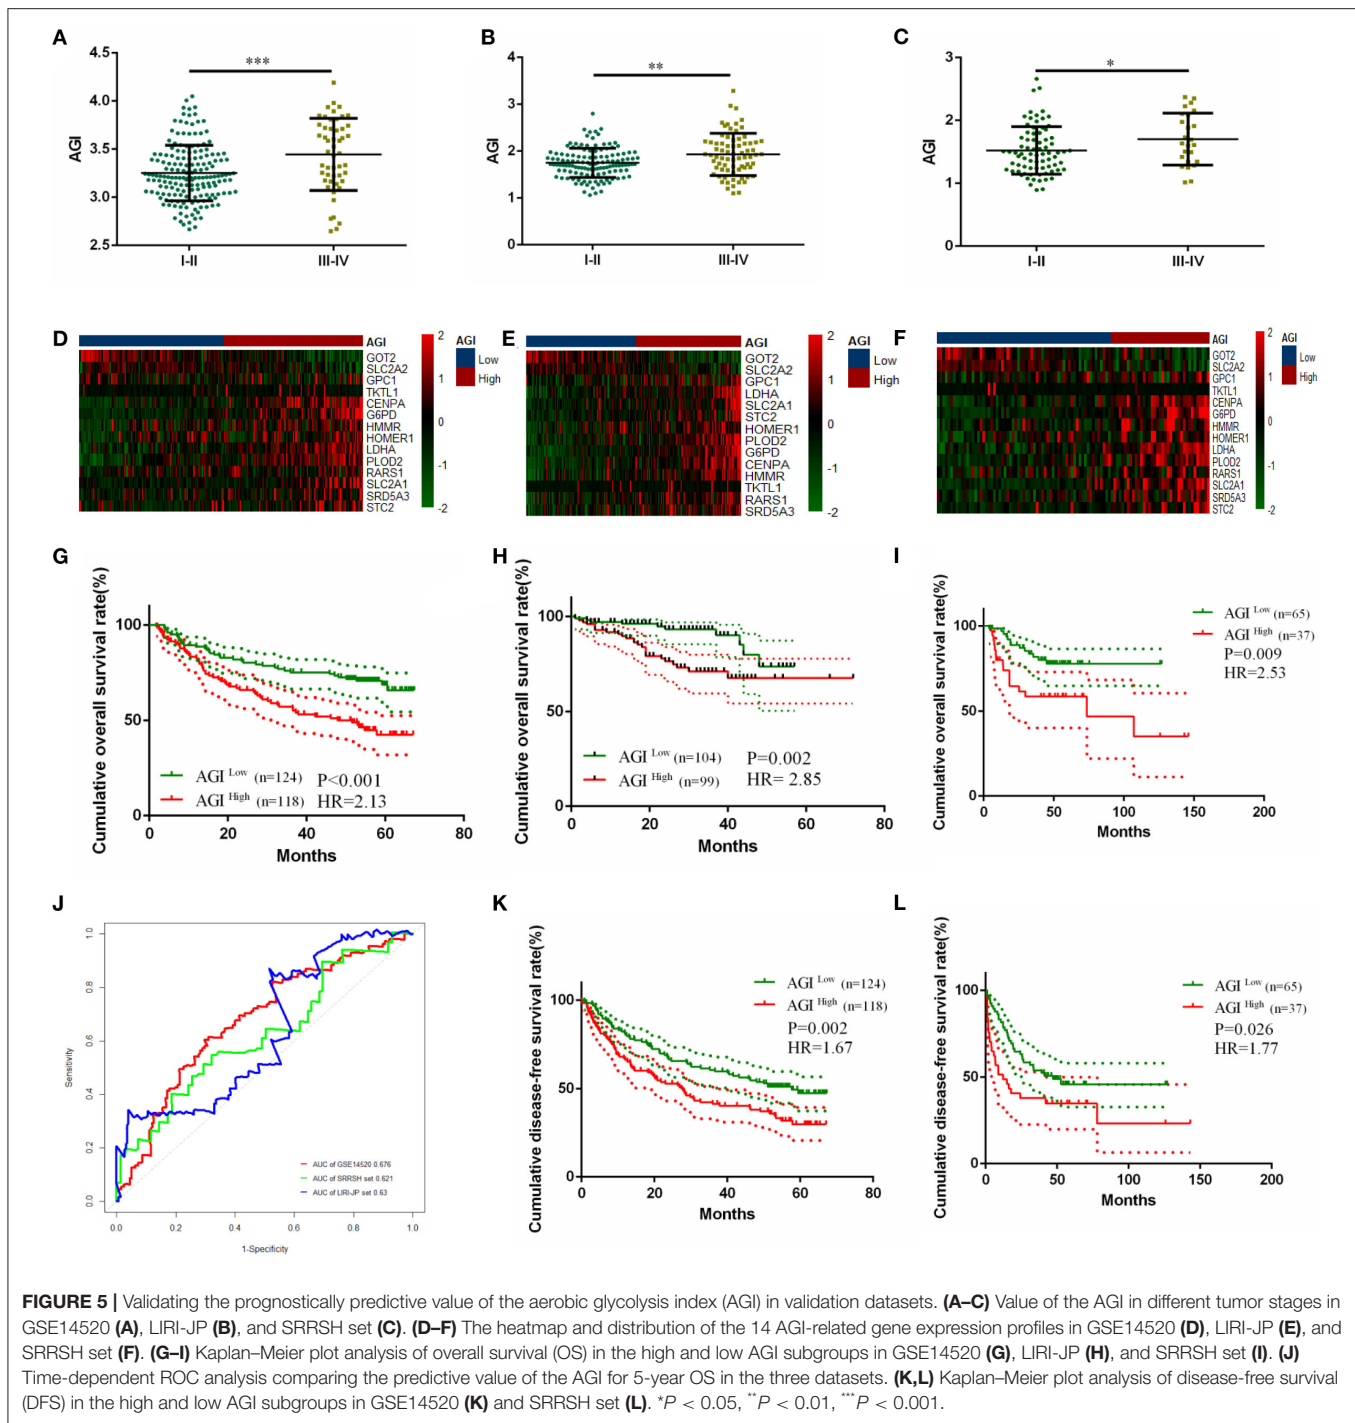 A
AGI
4.5
4.0
3.5
3.0
2.5
***
I-II
III-IV
B
AGI
4
3
2
1
0
**
I-II
III-IV
C
AGI
3
2
1
0
*
I-II
III-IV
D
AGI
GOT2
SLC2A2
GPC1
TKTL1
CENPA
G6PD
HMMR
HOMER1
LDHA
PLOD2
RARS1
SLC2A1
SRD5A3
STC2
2
1
0
-1
-2
AGI
Low
High
E
AGI
GOT2
SLC2A2
GPC1
LDHA
SLC2A1
STC2
HOMER1
PLOD2
G6PD
CENPA
HMMR
TKTL1
RARS1
SRD5A3
2
1
0
-1
-2
AGI
Low
High
F
AGI
GOT2
SLC2A2
GPC1
TKTL1
CENPA
G6PD
HMMR
HOMER1
LDHA
PLOD2
RARS1
SLC2A1
SRD5A3
STC2
2
1
0
-1
-2
AGI
Low
High
G
Cumulative overall survival rate(%)
100
50
0
AGI Low (n=124)
AGI High (n=118)
P<0.001
HR=2.13
0 20 40 60 80
Months
H
Cumulative overall survival rate(%)
100
50
0
AGI Low (n=104)
AGI High (n=99)
P=0.002
HR= 2.85
0 20 40 60 80
Months
I
Cumulative overall survival rate(%)
100
50
0
AGI Low (n=65)
AGI High (n=37)
P=0.009
HR=2.53
0 50 100 150 200
Months
J
Sensitivity
1.0
0.8
0.6
0.4
0.2
0.0
AUC of GSE14520 0.676
AUC of SRRSH set 0.621
AUC of LIRI-JP set 0.63
0.0 0.2 0.4 0.6 0.8 1.0
1-Specificity
K
Cumulative disease-free survival rate(%)
100
50
0
AGI Low (n=124)
AGI High (n=118)
P=0.002
HR=1.67
0 20 40 60 80
Months
L
Cumulative disease-free survival rate(%)
100
50
0
AGI Low (n=65)
AGI High (n=37)
P=0.026
HR=1.77
0 50 100 150 200
Months
FIGURE 5 | Validating the prognostically predictive value of the aerobic glycolysis index (AGI) in validation datasets. (A–C) Value of the AGI in different tumor stages in
GSE14520 (A), LIRI-JP (B), and SRRSH set (C). (D–F) The heatmap and distribution of the 14 AGI-related gene expression profiles in GSE14520 (D), LIRI-JP (E), and
SRRSH set (F). (G–I) Kaplan–Meier plot analysis of overall survival (OS) in the high and low AGI subgroups in GSE14520 (G), LIRI-JP (H), and SRRSH set (I). (J)
Time-dependent ROC analysis comparing the predictive value of the AGI for 5-year OS in the three datasets. (K,L) Kaplan–Meier plot analysis of disease-free survival
(DFS) in the high and low AGI subgroups in GSE14520 (K) and SRRSH set (L). *P < 0.05, **P < 0.01, ***P < 0.001.